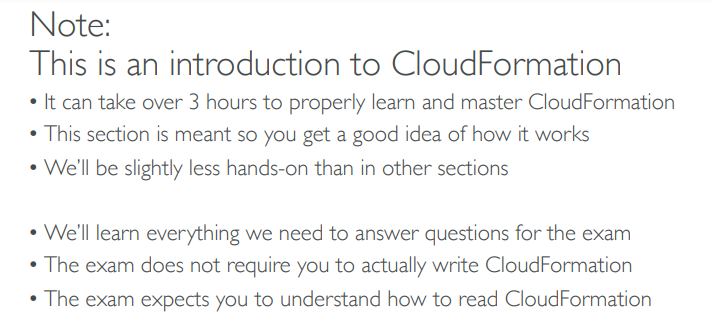 Note:
This is an introduction to CloudFormation
• It can take over 3 hours to properly learn and master CloudFormation
• This section is meant so you get a good idea of how it works
• We'll be slightly less hands-on than in other sections
• We'll learn everything we need to answer questions for the exam
• The exam does not require you to actually write CloudFormation
• The exam expects you to understand how to read CloudFormation